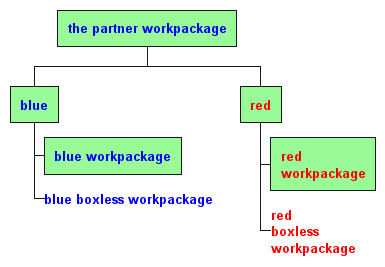 the partner workpackage
blue
red
blue workpackage
blue boxless workpackage
red
workpackage
red
boxless
workpackage